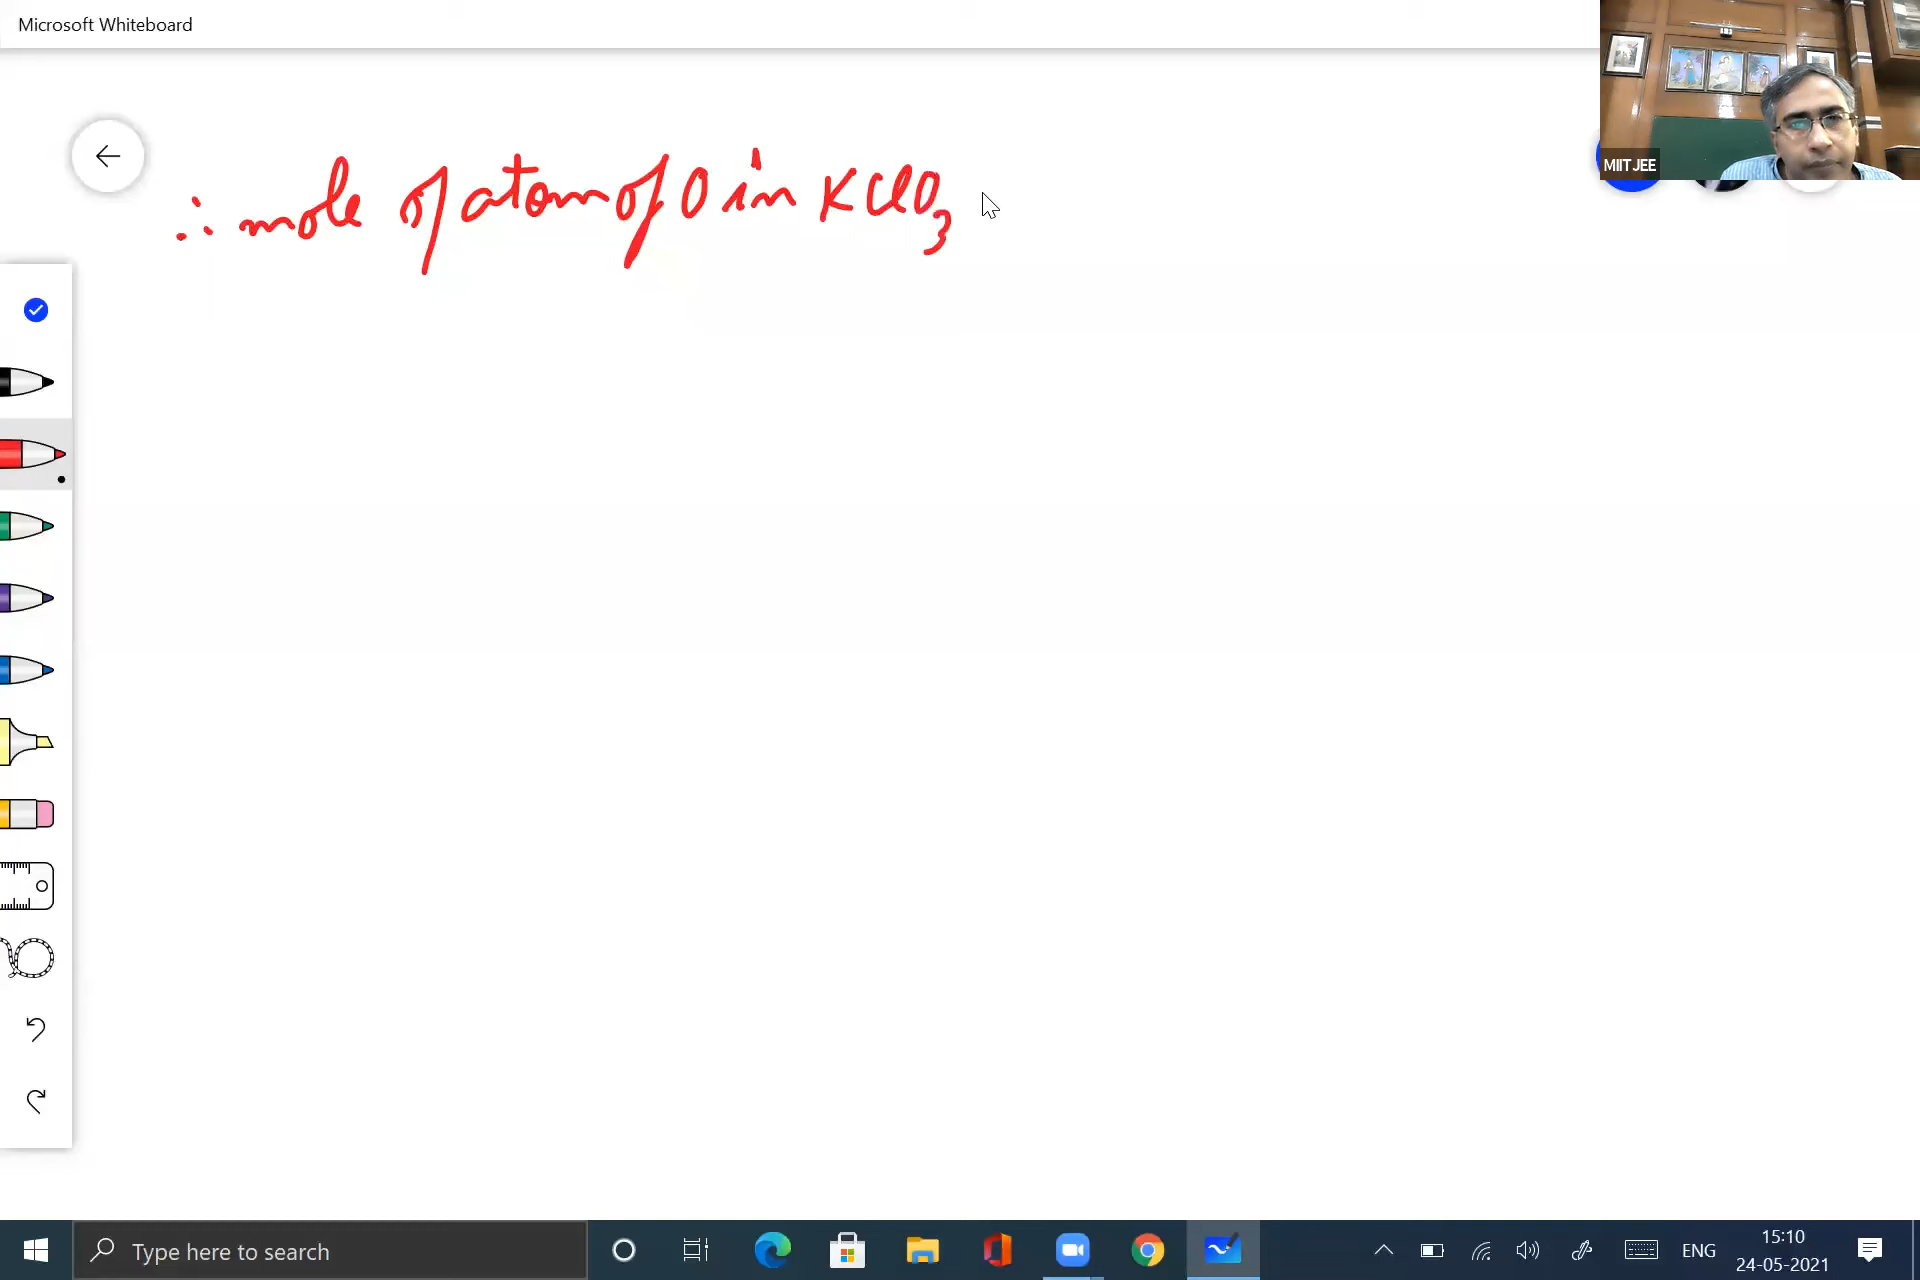 Microsoft Whiteboard
MIIT JEE
∴ mole of atom of O in KClO₃
Type here to search
ENG
15:10
24-05-2021